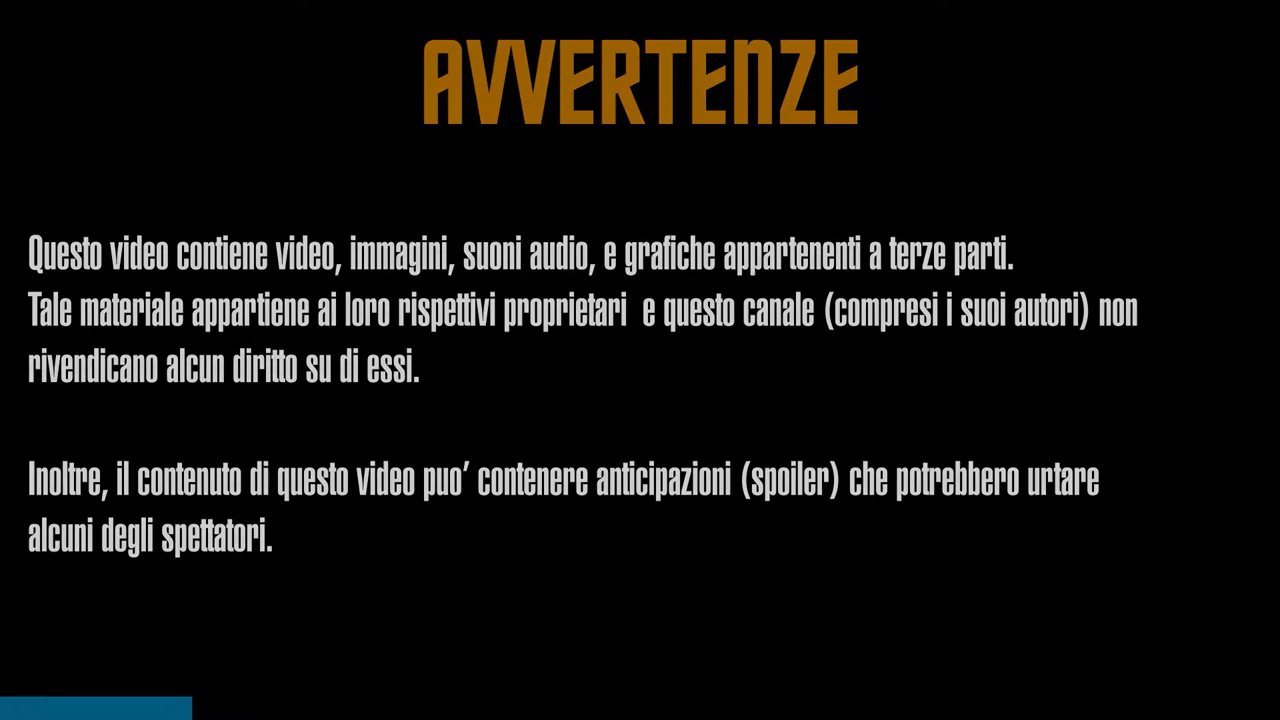 AVVERTENZE
Questo video contiene video, immagini, suoni audio, e grafiche appartenenti a terze parti.
Tale materiale appartiene ai loro rispettivi proprietari e questo canale (compresi i suoi autori) non
rivendicano alcun diritto su di essi.
Inoltre, il contenuto di questo video puo’ contenere anticipazioni (spoiler) che potrebbero urtare
alcuni degli spettatori.